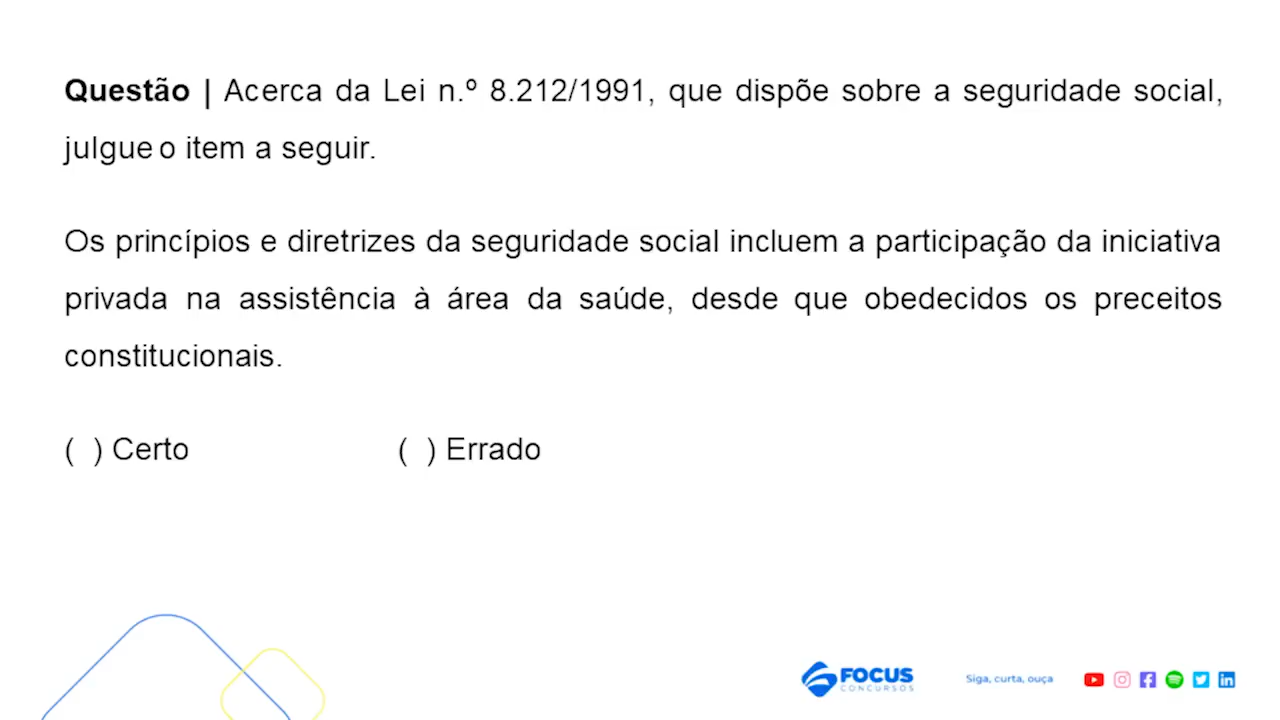 Questão | Acerca da Lei n.º 8.212/1991, que dispõe sobre a seguridade social,
julgue o item a seguir.
Os princípios e diretrizes da seguridade social incluem a participação da iniciativa
privada na assistência à área da saúde, desde que obedecidos os preceitos
constitucionais.
( ) Certo ( ) Errado
FOCUS
CONCURSOS
Siga, curta, ouça